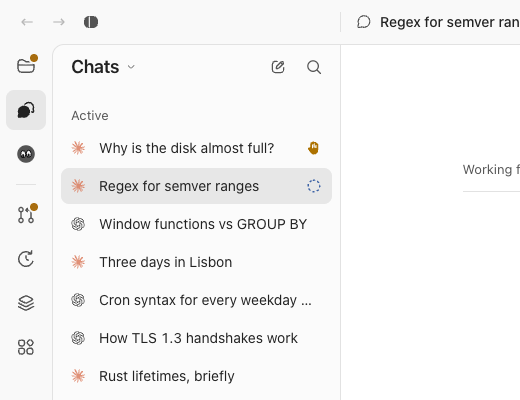 Regex for semver ran
Chats
Active
Why is the disk almost full?
Regex for semver ranges
Window functions vs GROUP BY
Three days in Lisbon
Cron syntax for every weekday ...
How TLS 1.3 handshakes work
Rust lifetimes, briefly
Working f